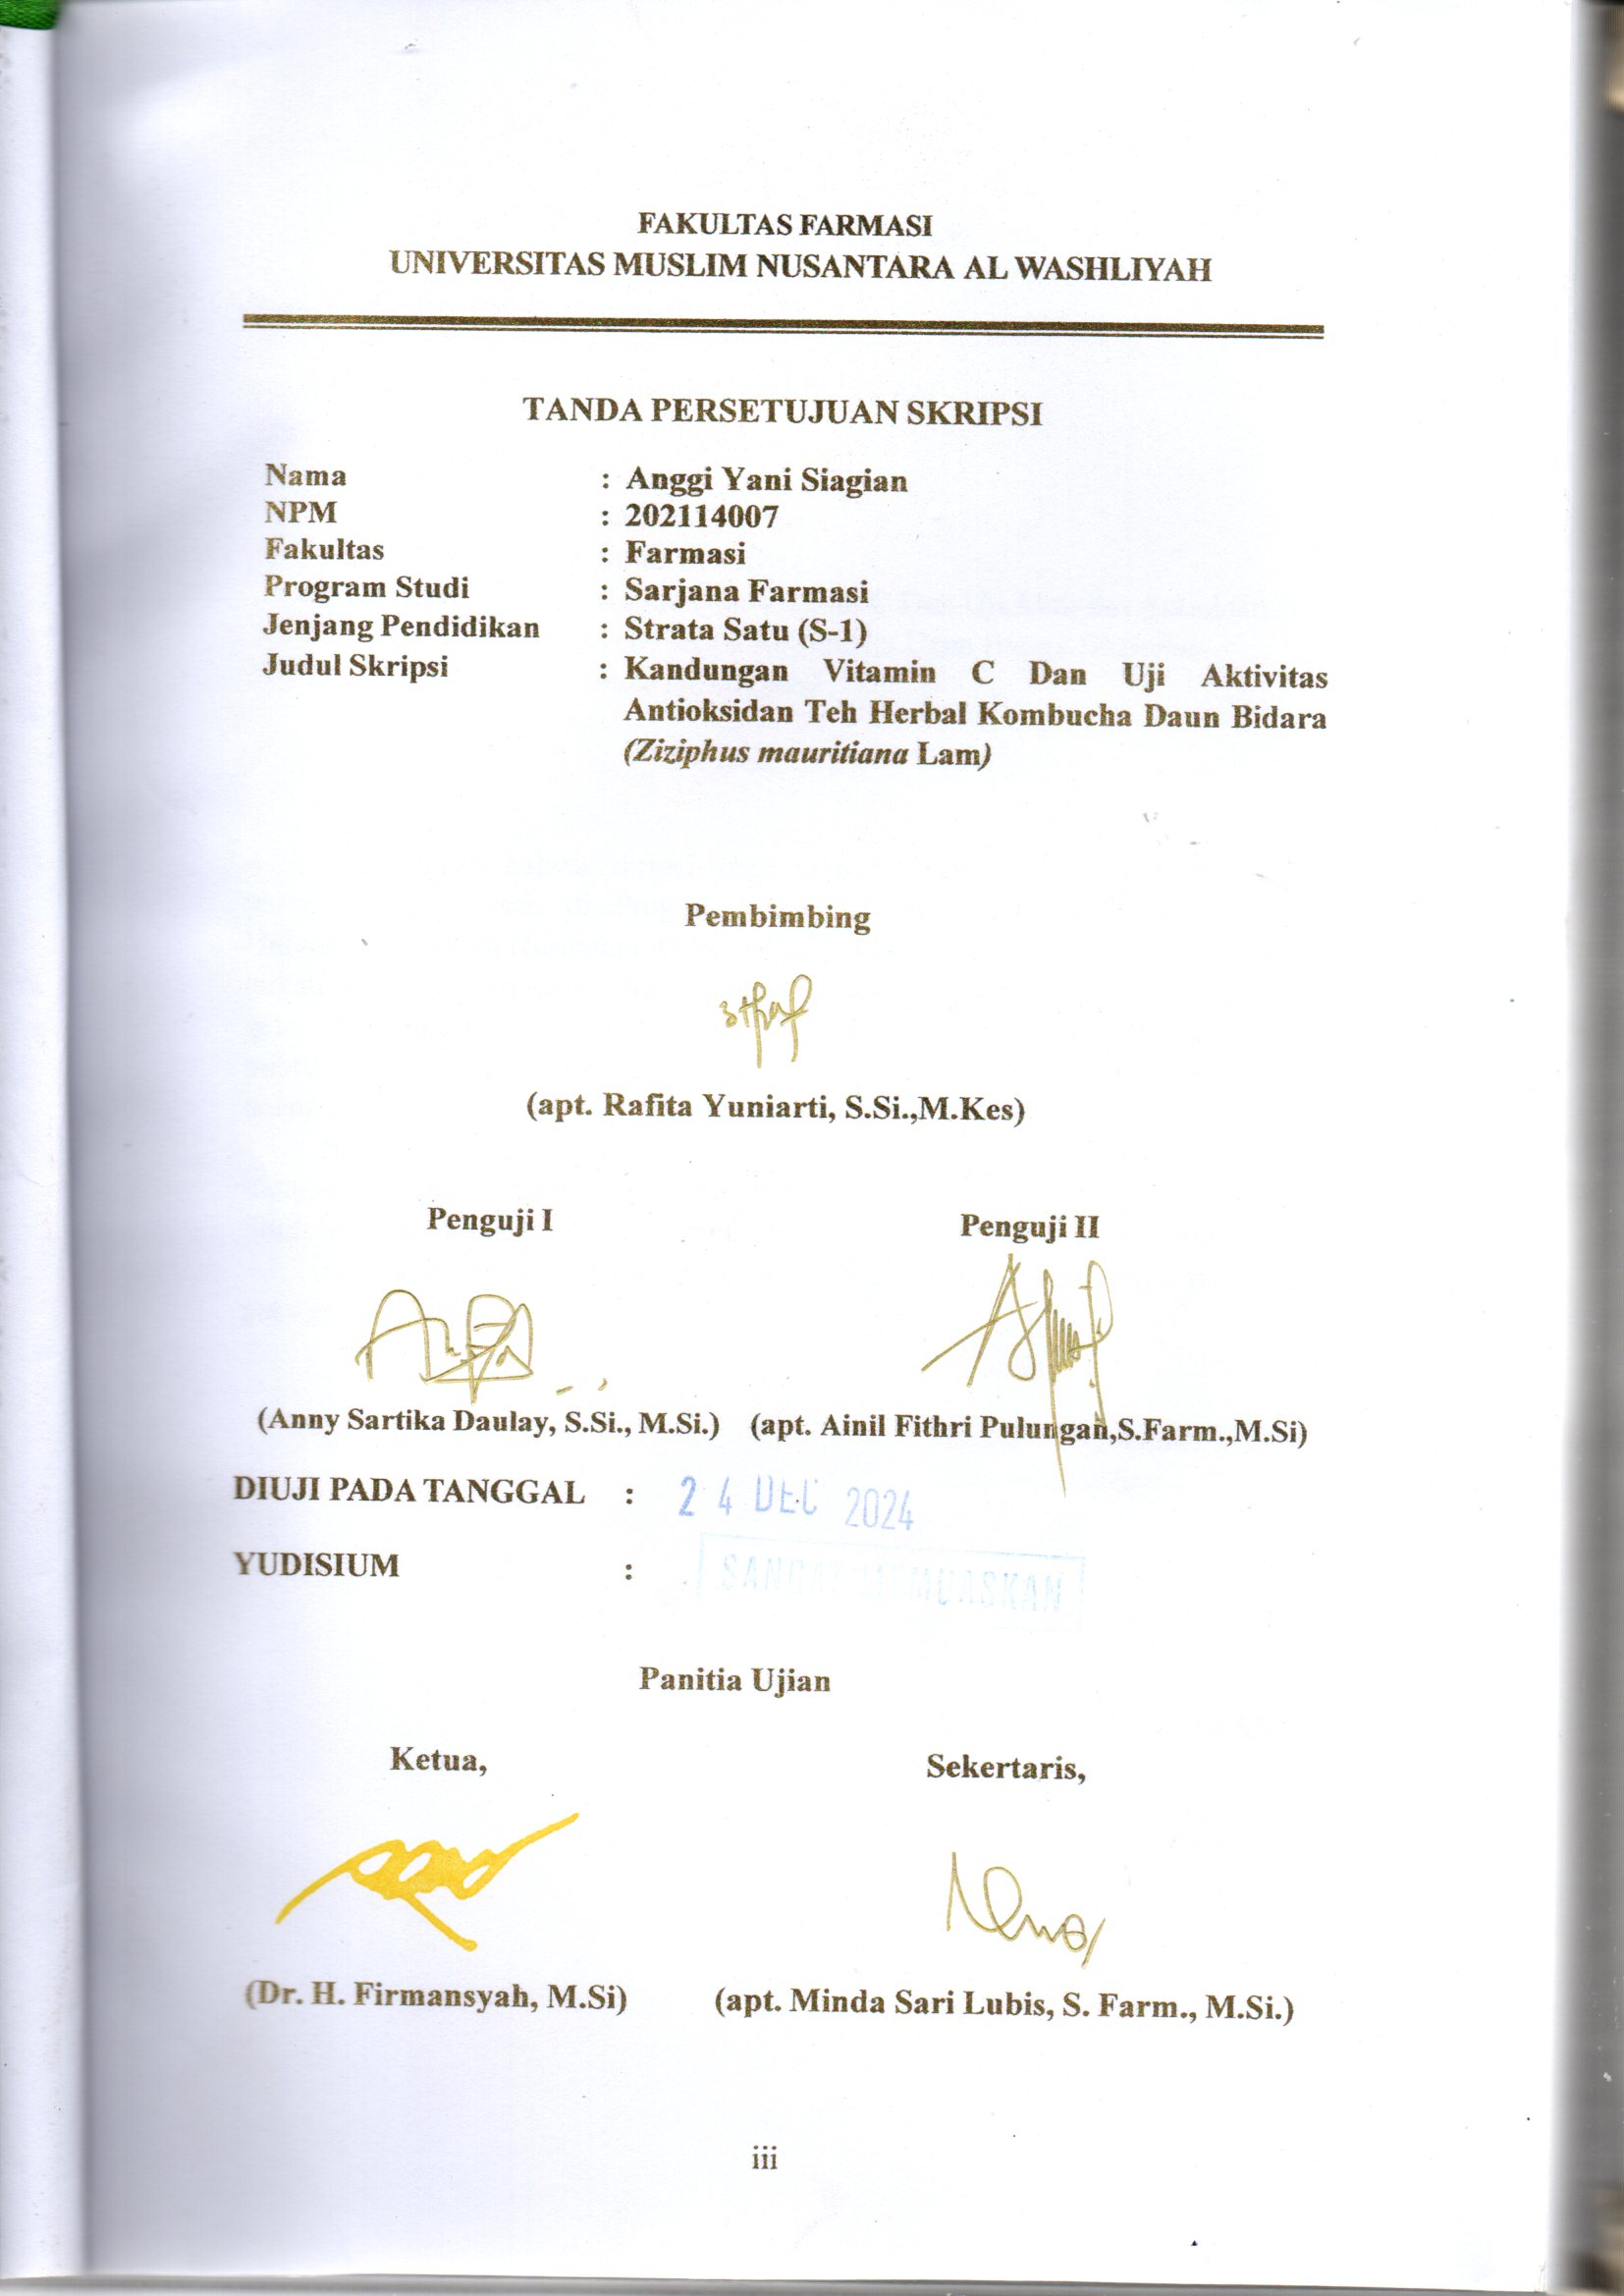 FAKULTAS FARMASI
UNIVERSITAS MUSLIM NUSANTARA AL WASHLIYAH
TANDA PERSETUJUAN SKRIPSI
Nama : Anggi Yani Siagian
NPM : 202114007
Fakultas : Farmasi
Program Studi : Sarjana Farmasi
Jenjang Pendidikan : Strata Satu (S-1)
Judul Skripsi : Kandungan Vitamin C Dan Uji Aktivitas
Antioksidan Teh Herbal Kombucha Daun Bidara
(Ziziphus mauritiana Lam)
Pembimbing
(apt. Rafita Yuniarti, S.Si.,M.Kes)
Penguji I Penguji II
(Anny Sartika Daulay, S.Si., M.Si.) (apt. Ainil Fithri Pulungan,S.Farm.,M.Si)
DIUJI PADA TANGGAL : 24 DEC 2024
YUDISIUM : SANGAT MEMUASKAN
Panitia Ujian
Ketua, Sekertaris,
(Dr. H. Firmansyah, M.Si) (apt. Minda Sari Lubis, S. Farm., M.Si.)
iii